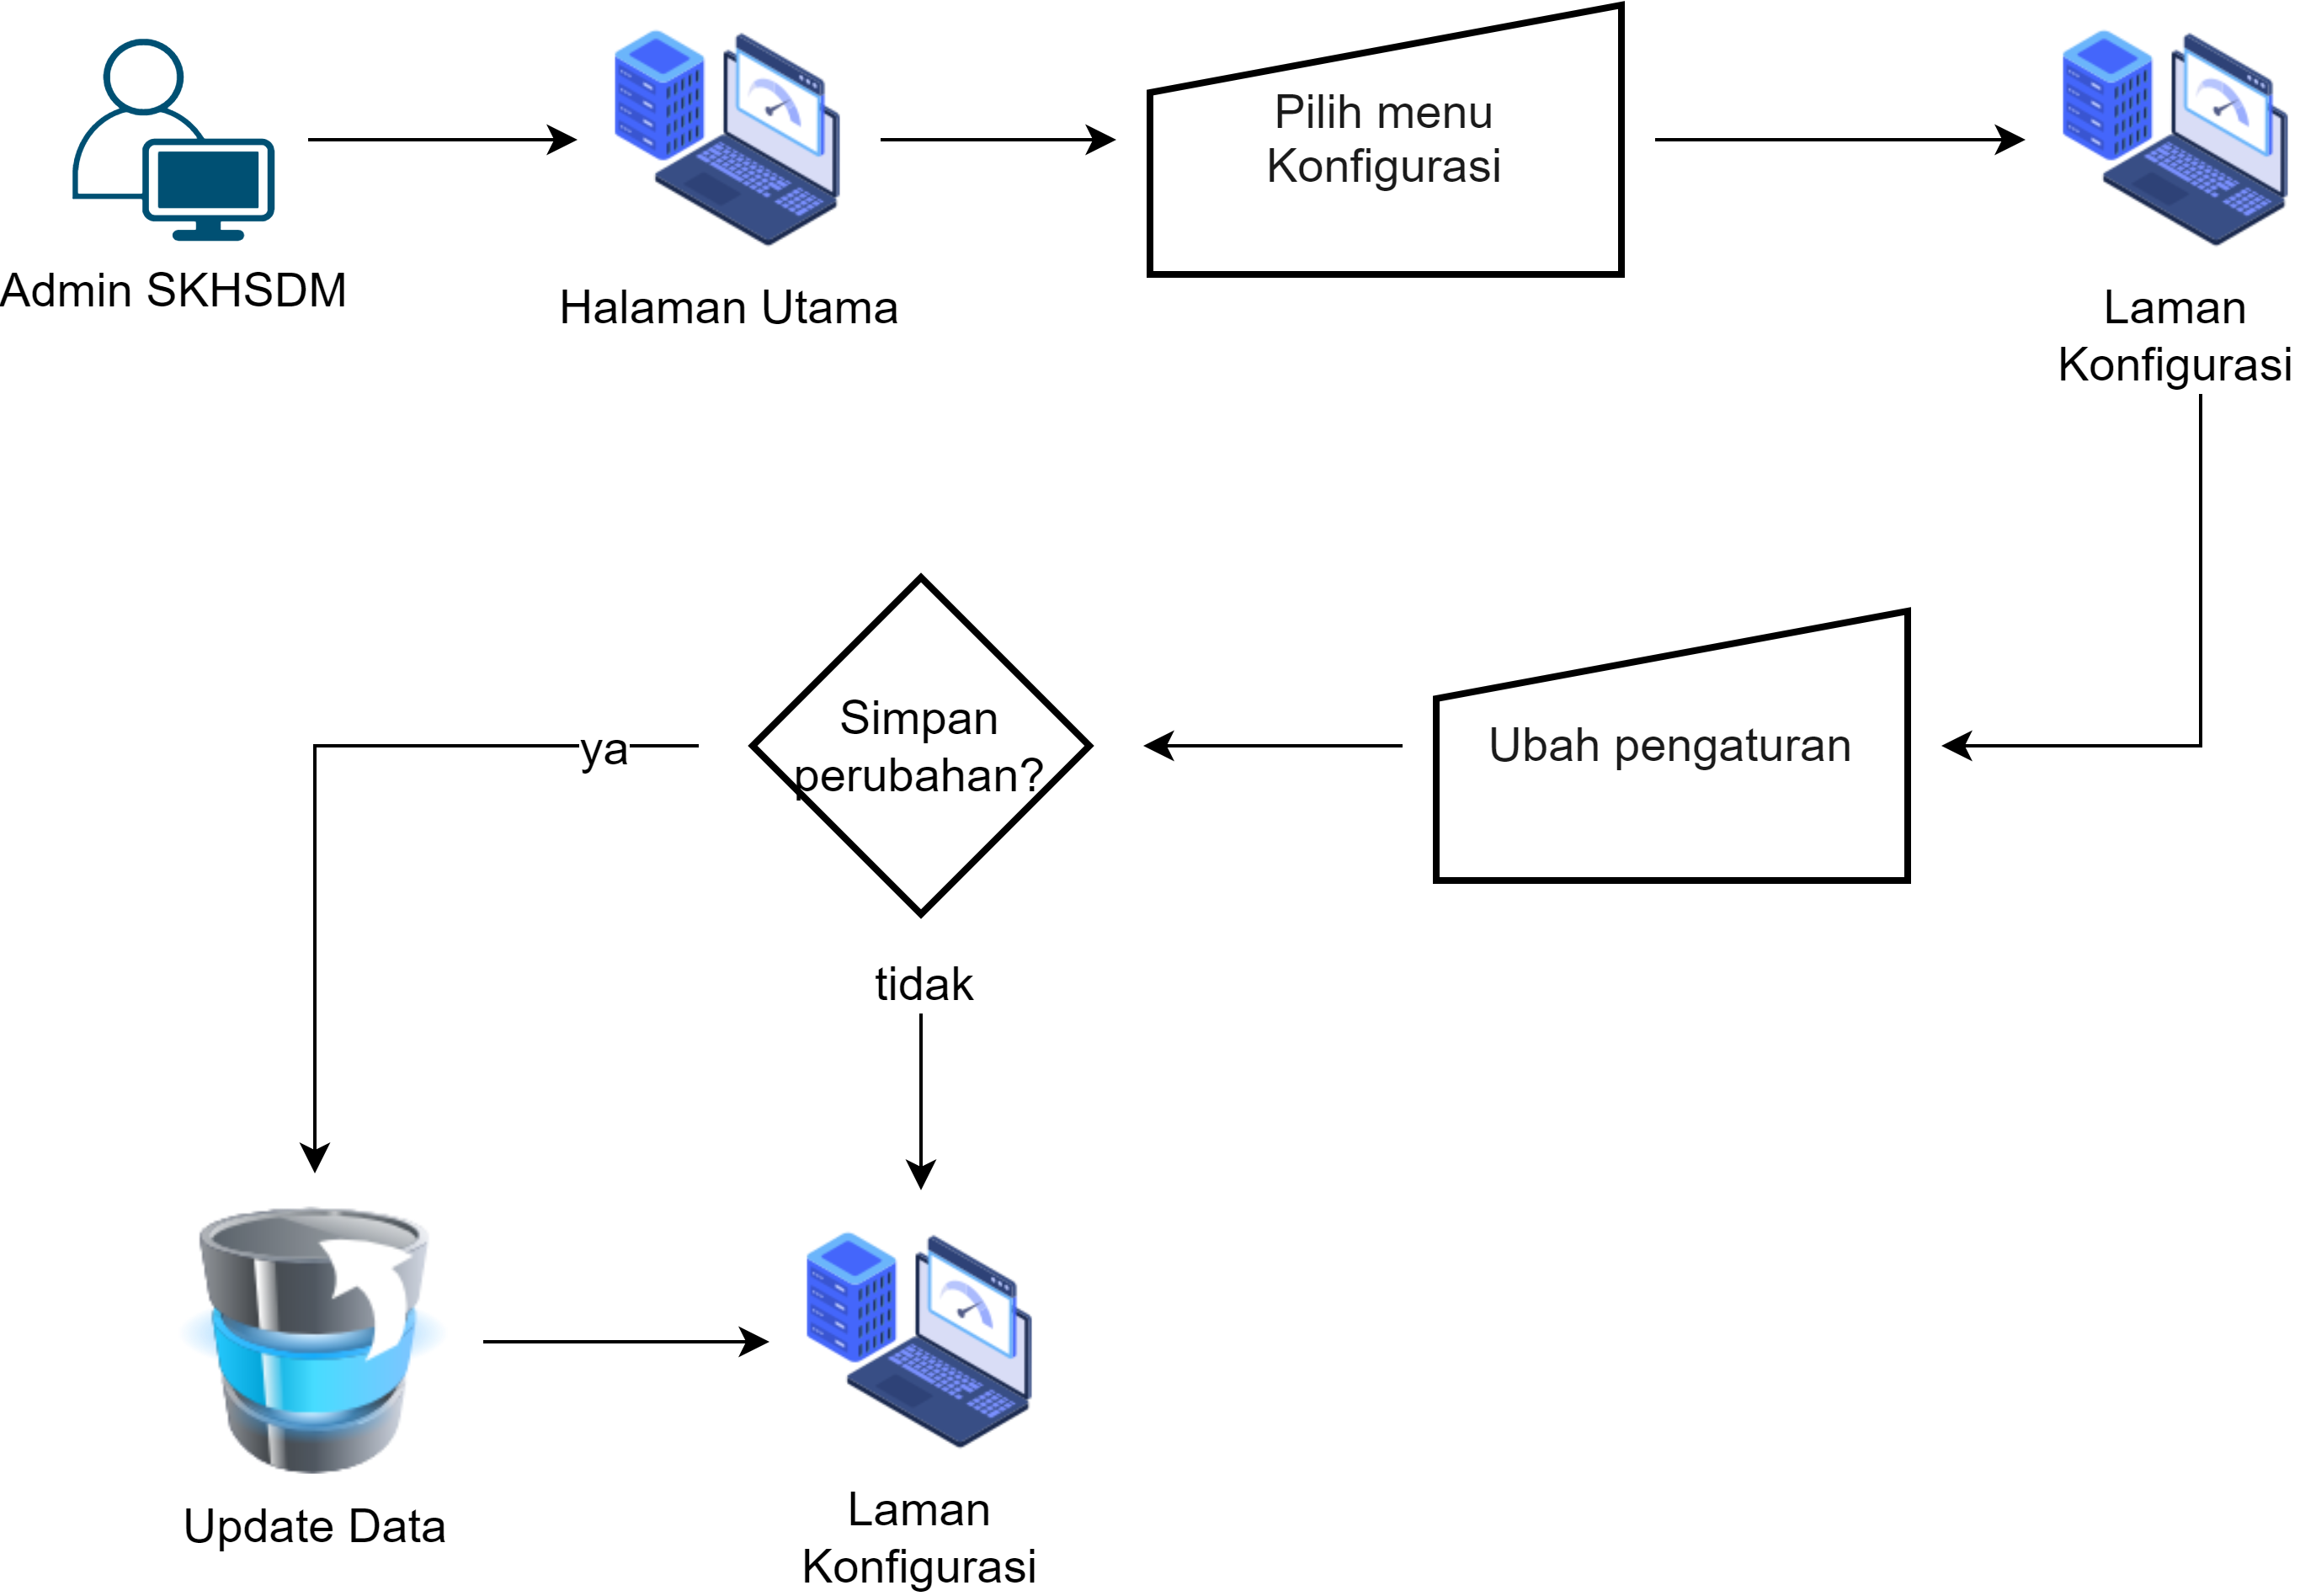 Admin SKHSDM
Halaman Utama
Pilih menu
Konfigurasi
Laman
Konfigurasi
Ubah pengaturan
Simpan
perubahan?
ya
tidak
Update Data
Laman
Konfigurasi